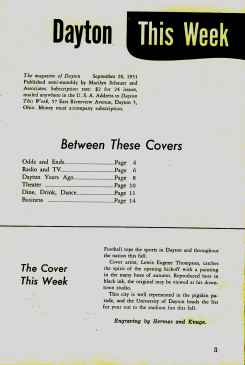 Dayton This Week
The magazine of Dayton September 20, 1951
Published semi-monthly by Marilyn Schnarr and
Associates. Subscription rate: $2 for 24 issues,
mailed anywhere in the U. S. A. Address to Dayton
This Week, 57 East Riverview Avenue, Dayton 5,
Ohio. Money must accompany subscription.
Between These Covers
Odds and Ends Page 4
Radio and TV Page 6
Dayton Years Ago Page 8
Theater Page 10
Dine, Drink, Dance Page 11
Business Page 14
The Cover
This Week
Football tops the sports in Dayton and throughout
the nation this fall.
Cover artist, Lewis Eugene Thompson, catches
the spirit of the opening kickoff with a painting
in the many hues of autumn. Reproduced here in
black ink, the original may be viewed at his down-
town studio.
This city is well represented in the pigskin pa-
rade, and the University of Dayton heads the list
for your cut to the stadium this fall.
Engraving by Hermes and
3